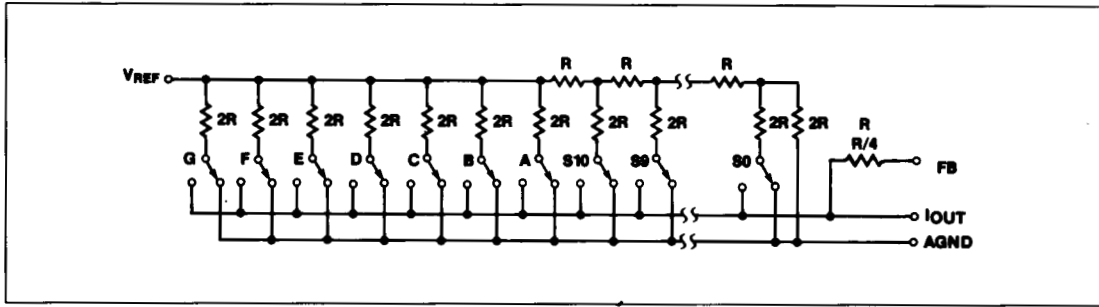 R R R
VREF
2R 2R 2R 2R 2R 2R 2R 2R 2R 2R 2R
R
R/4
G F E D C B A S10 S9 S0
FB
IOUT
AGND